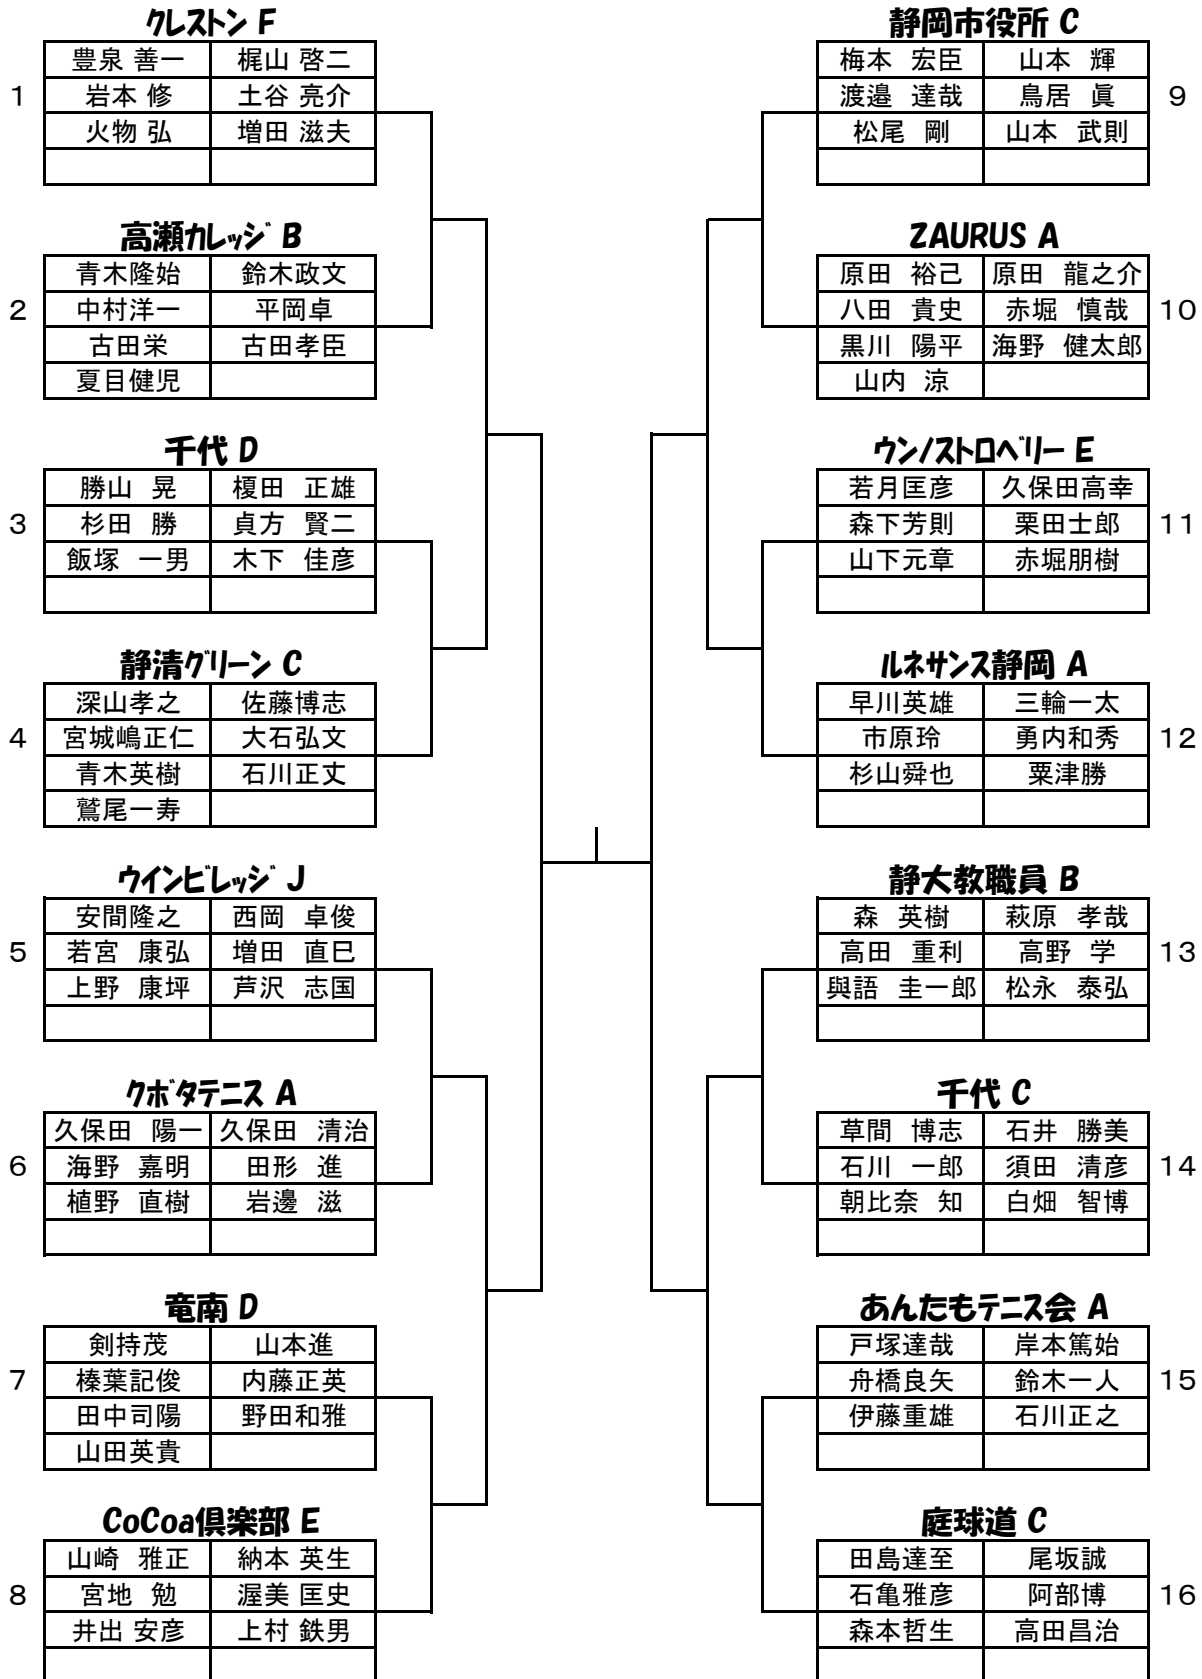 クレストン F
豊泉 善一 梶山 啓二
1
岩本 修 土谷 亮介
火物 弘 増田 滋夫
高瀬カレッジ B
青木隆始 鈴木政文
2
中村洋一 平岡卓
古田栄 古田孝臣
夏目健児
千代 D
勝山 晃 榎田 正雄
3
杉田 勝 貞方 賢二
飯塚 一男 木下 佳彦
静清グリーン C
深山孝之 佐藤博志
4
宮城嶋正仁 大石弘文
青木英樹 石川正丈
鷲尾一寿
ウインビレッジ J
安間隆之 西岡 卓俊
5
若宮 康弘 増田 直巳
上野 康坪 芦沢 志国
クボタテニス A
久保田 陽一 久保田 清治
6
海野 嘉明 田形 進
植野 直樹 岩邊 滋
竜南 D
剣持茂 山本進
7
榛葉記俊 内藤正英
田中司陽 野田和雅
山田英貴
CoCoa倶楽部 E
山崎 雅正 納本 英生
8
宮地 勉 渥美 匡史
井出 安彦 上村 鉄男
静岡市役所 C
梅本 宏臣 山本 輝
渡邉 達哉 鳥居 眞
9
松尾 剛 山本 武則
ZAURUS A
原田 裕己 原田 龍之介
八田 貴史 赤堀 慎哉
10
黒川 陽平 海野 健太郎
山内 涼
ウンノストロベリー E
若月匡彦 久保田高幸
森下芳則 栗田士郎
11
山下元章 赤堀朋樹
ルネサンス静岡 A
早川英雄 三輪一太
市原玲 勇内和秀
12
杉山舜也 粟津勝
静大教職員 B
森 英樹 萩原 孝哉
高田 重利 高野 学
13
與語 圭一郎 松永 泰弘
千代 C
草間 博志 石井 勝美
石川 一郎 須田 清彦
14
朝比奈 知 白畑 智博
あんたもテニス会 A
戸塚達哉 岸本篤始
舟橋良矢 鈴木一人
15
伊藤重雄 石川正之
庭球道 C
田島達至 尾坂誠
石亀雅彦 阿部博
16
森本哲生 高田昌治